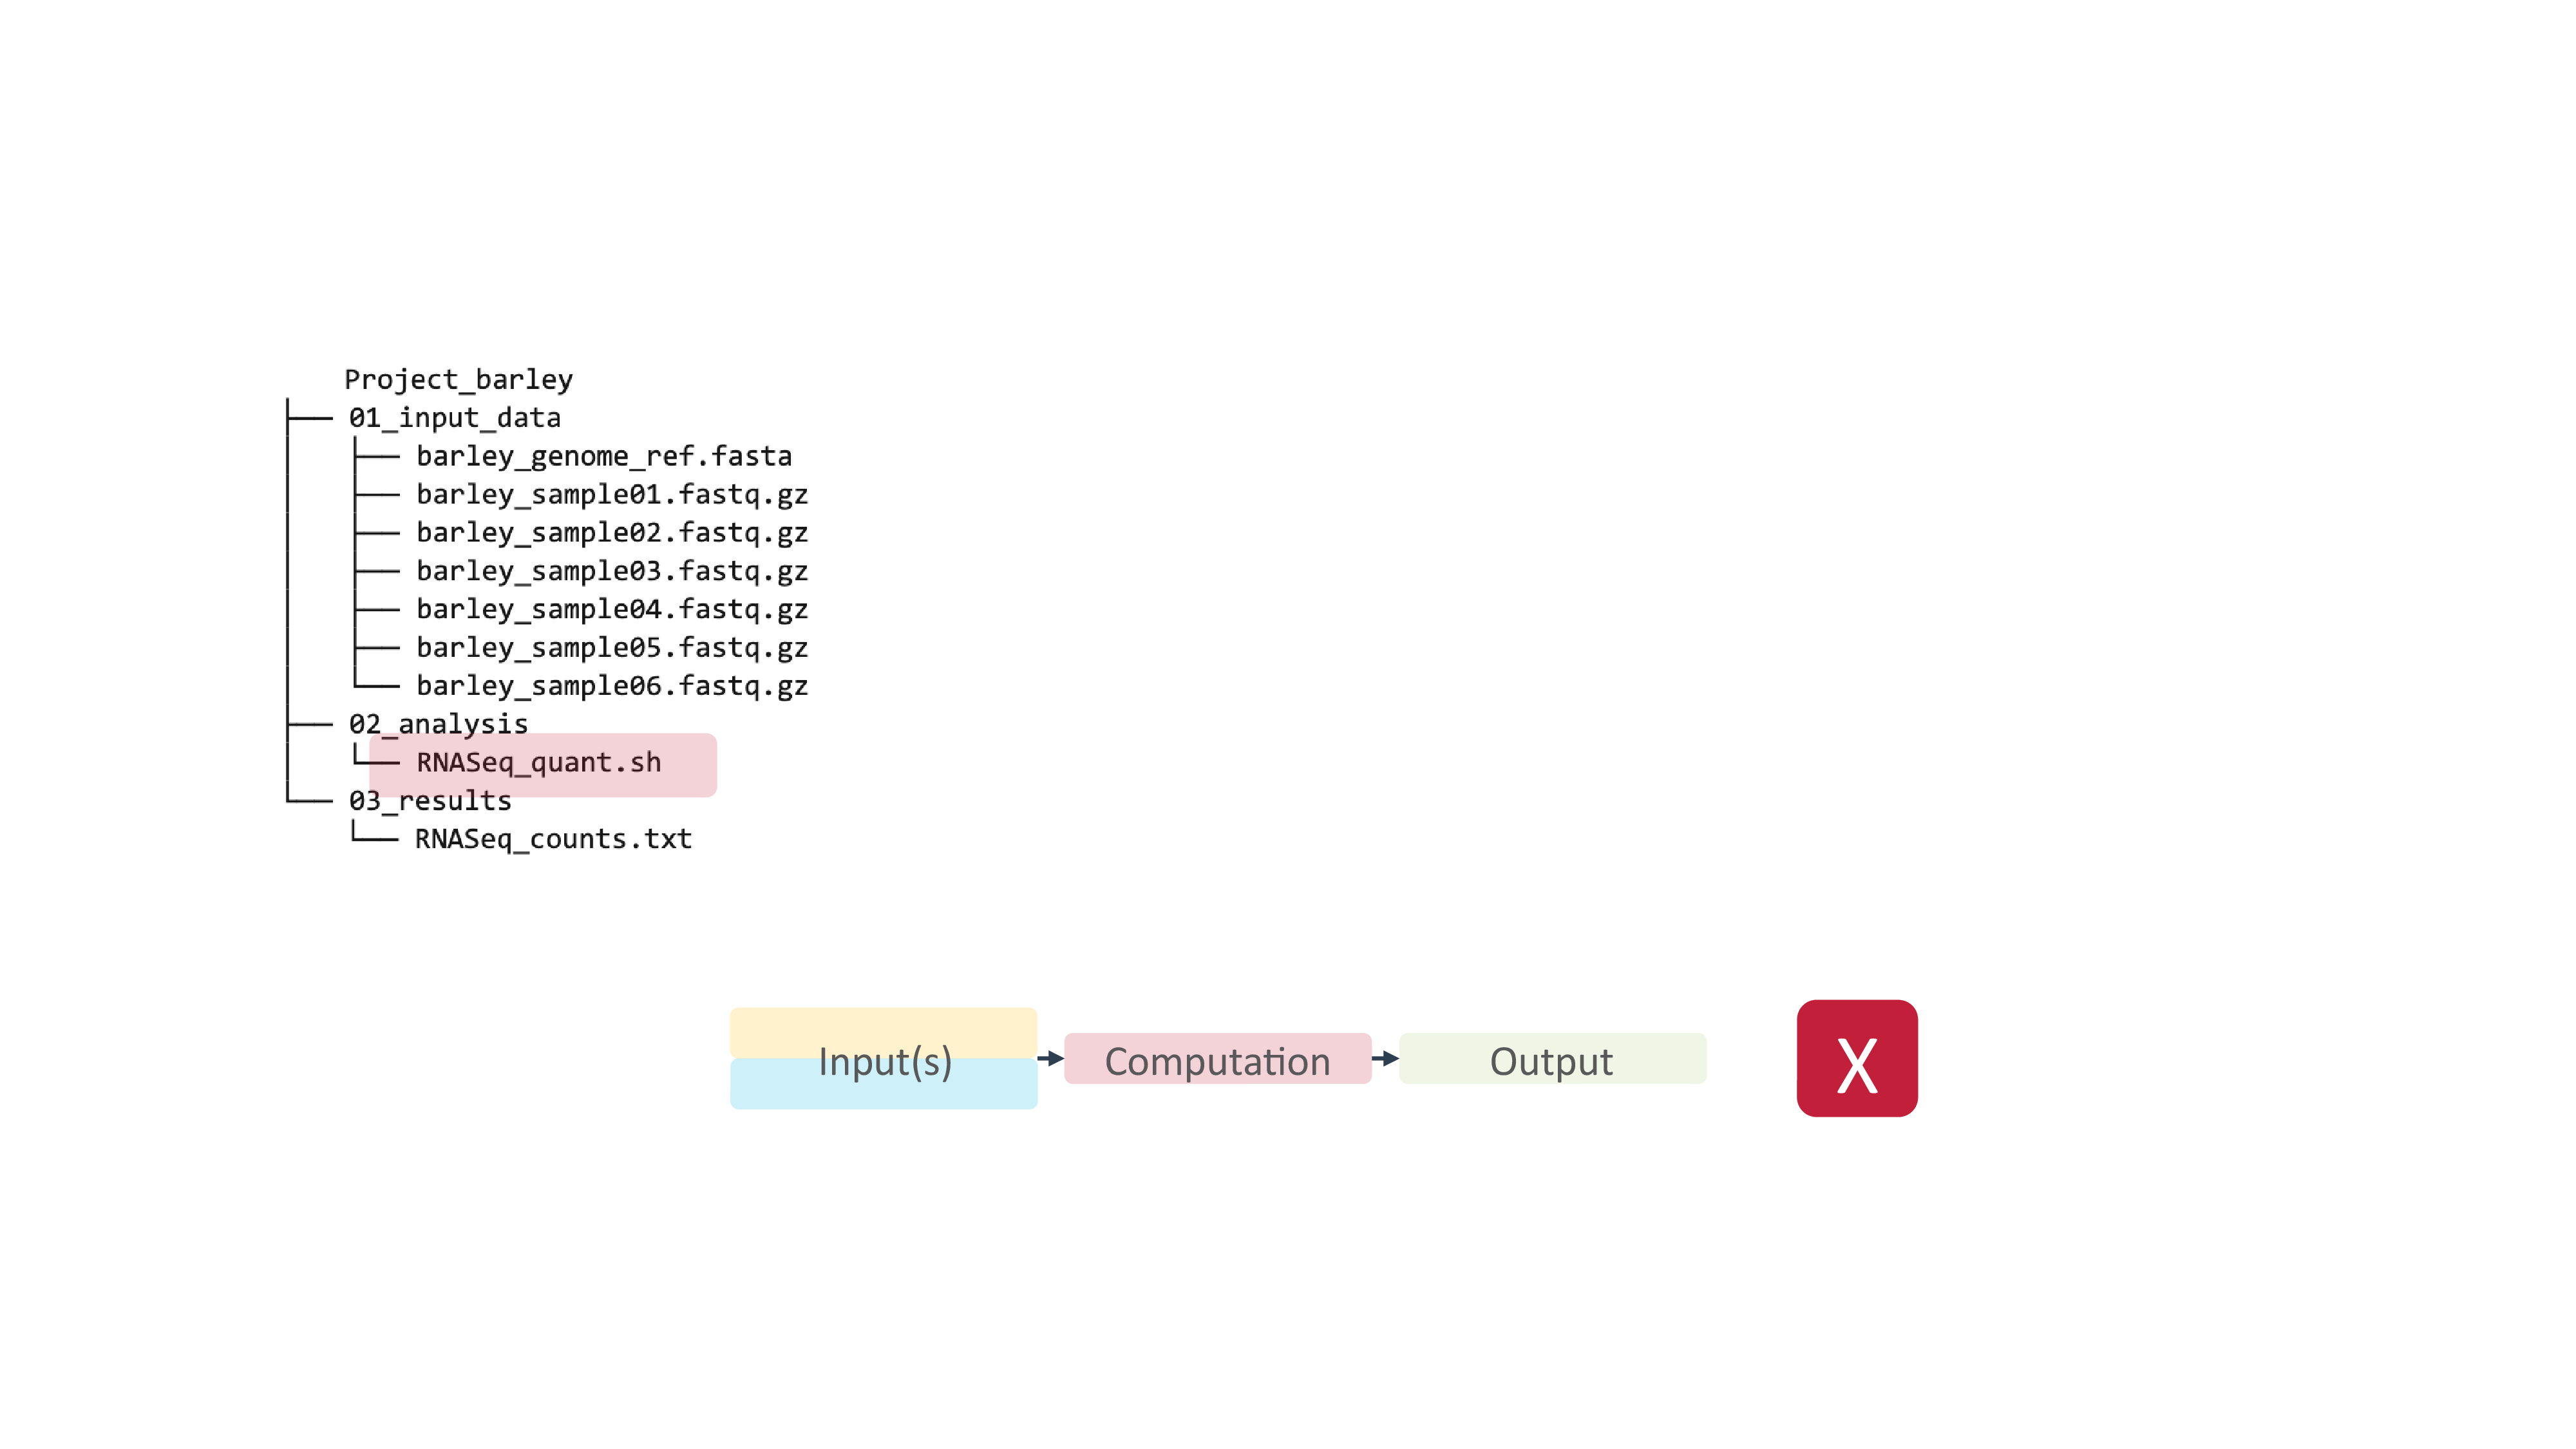 Project_barley
01_input_data
barley_genome_ref.fasta
barley_sample01.fastq.gz
barley_sample02.fastq.gz
barley_sample03.fastq.gz
barley_sample04.fastq.gz
barley_sample05.fastq.gz
barley_sample06.fastq.gz
02_analysis
RNASeq_quant.sh
03_results
RNASeq_counts.txt
Input(s)
Computation
Output
X